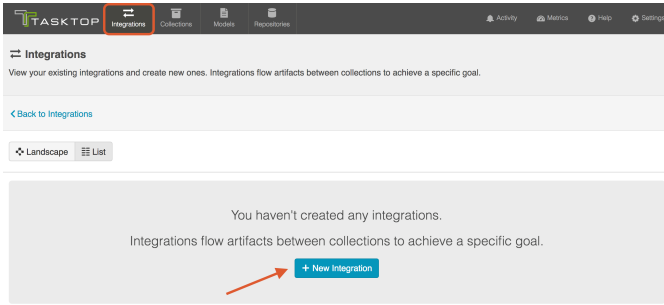 TASKTOP
Integrations
Collections
Models
Repositories
Activity
Metrics
Help
Settings
Integrations
View your existing integrations and create new ones. Integrations flow artifacts between collections to achieve a specific goal.
Back to Integrations
Landscape
List
You haven't created any integrations.
Integrations flow artifacts between collections to achieve a specific goal.
+ New Integration